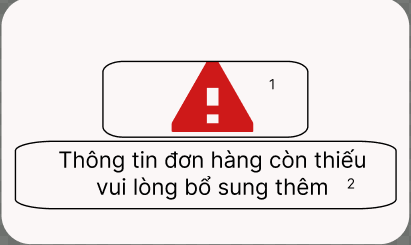 1
Thông tin đơn hàng còn thiếu
vui lòng bổ sung thêm 2